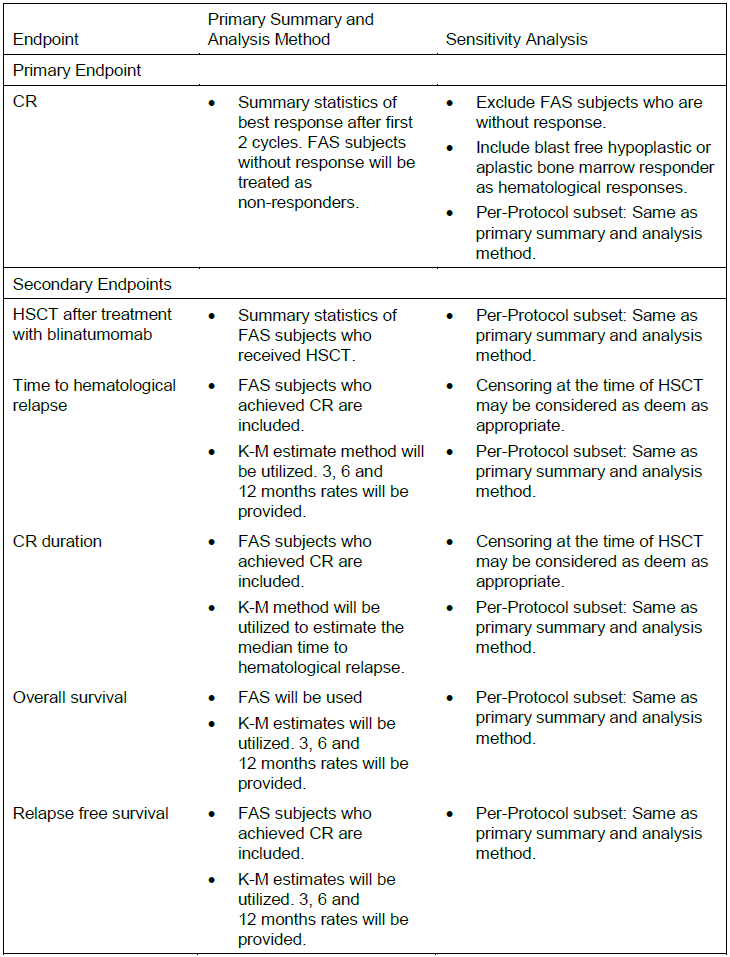 Endpoint
Primary Summary and
Analysis Method
Sensitivity Analysis
Primary Endpoint
CR
• Summary statistics of
best response after first
2 cycles. FAS subjects
without response will be
treated as
non-responders.
• Exclude FAS subjects who are
without response.
• Include blast free hypoplastic or
aplastic bone marrow responder
as hematological responses.
• Per-Protocol subset: Same as
primary summary and analysis
method.
Secondary Endpoints
HSCT after treatment
with blinatumomab
• Summary statistics of
FAS subjects who
received HSCT.
• Per-Protocol subset: Same as
primary summary and analysis
method.
Time to hematological
relapse
• FAS subjects who
achieved CR are
included.
• K-M estimate method will
be utilized. 3, 6 and
12 months rates will be
provided.
• Censoring at the time of HSCT
may be considered as deem as
appropriate.
• Per-Protocol subset: Same as
primary summary and analysis
method.
CR duration
• FAS subjects who
achieved CR are
included.
• K-M method will be
utilized to estimate the
median time to
hematological relapse.
• Censoring at the time of HSCT
may be considered as deem as
appropriate.
• Per-Protocol subset: Same as
primary summary and analysis
method.
Overall survival
• FAS will be used
• K-M estimates will be
utilized. 3, 6 and
12 months rates will be
provided.
• Per-Protocol subset: Same as
primary summary and analysis
method.
Relapse free survival
• FAS subjects who
achieved CR are
included.
• K-M estimates will be
utilized. 3, 6 and
12 months rates will be
provided.
• Per-Protocol subset: Same as
primary summary and analysis
method.